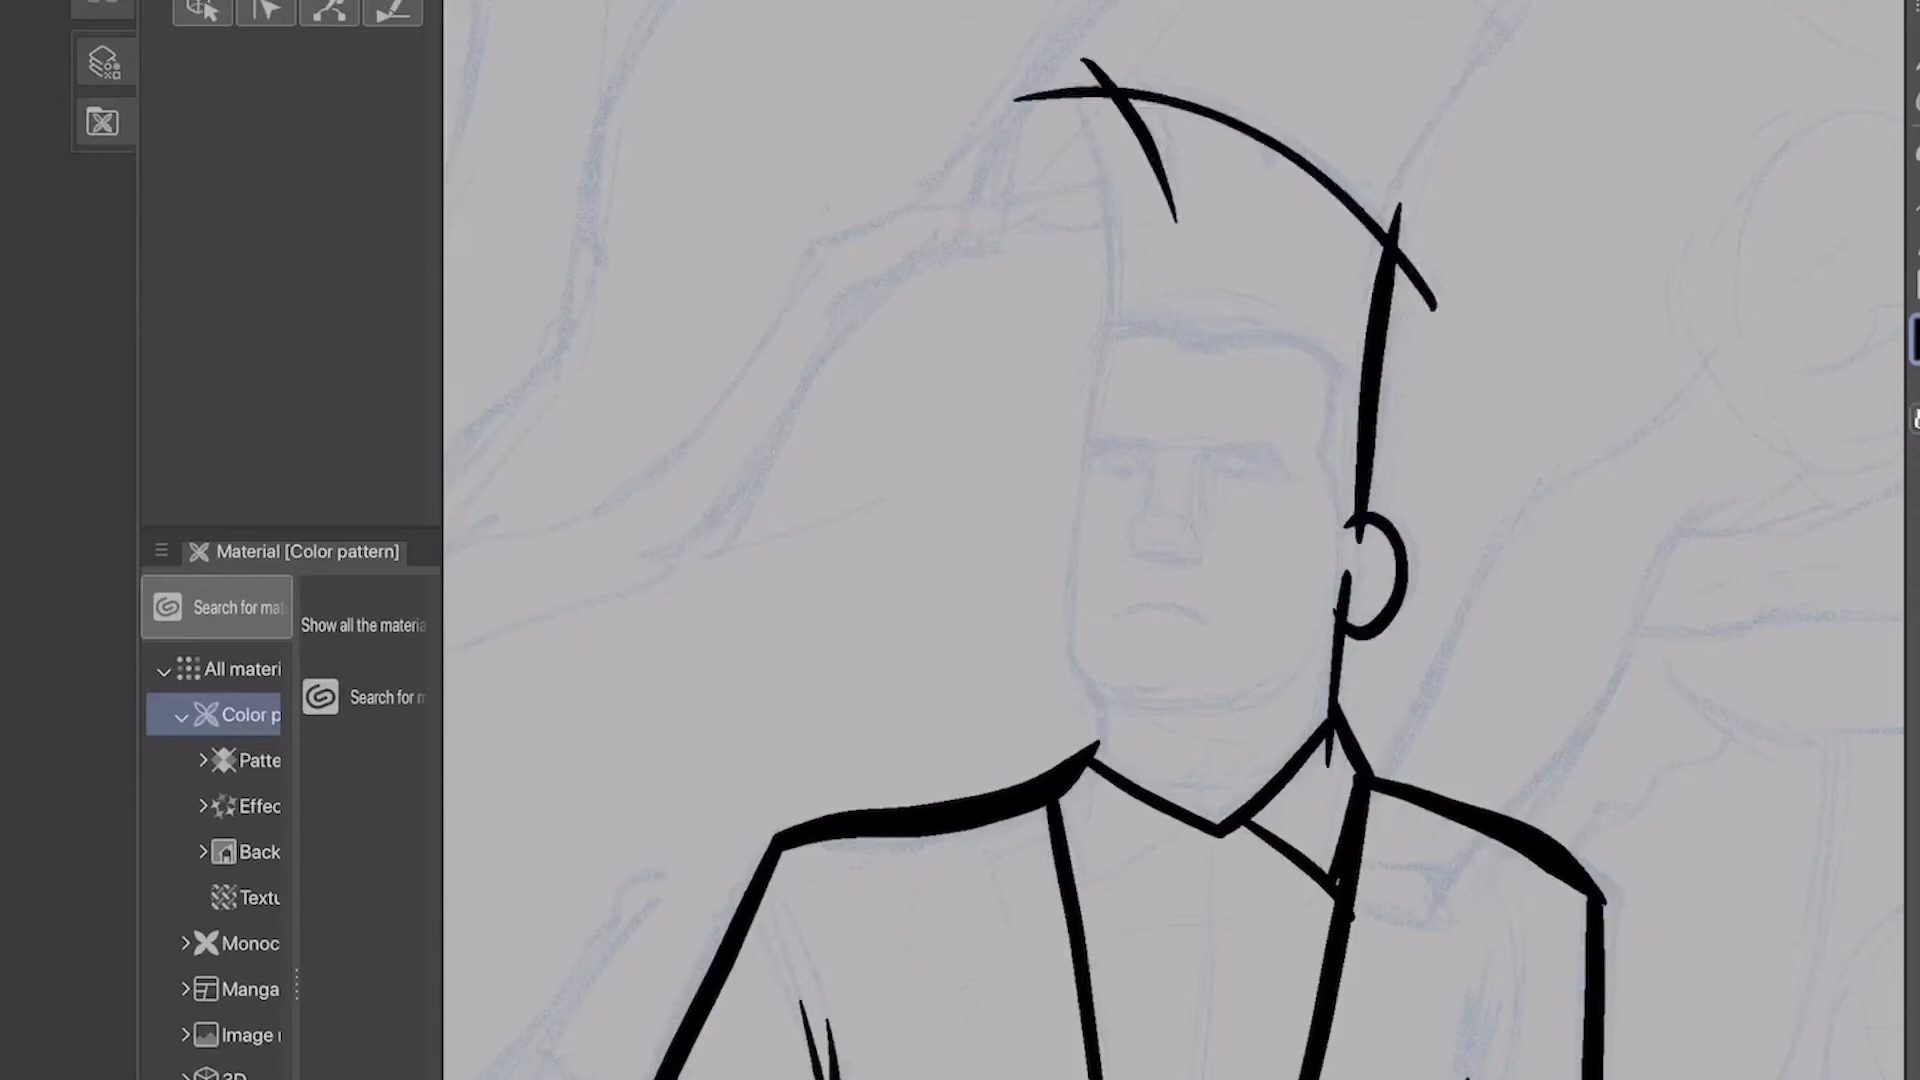 Material [Color pattern]
Search for mat
Show all the materia
All materi
Search for m
Color p
Patte
Effec
Back
Textu
Monoc
Manga
Image
3D